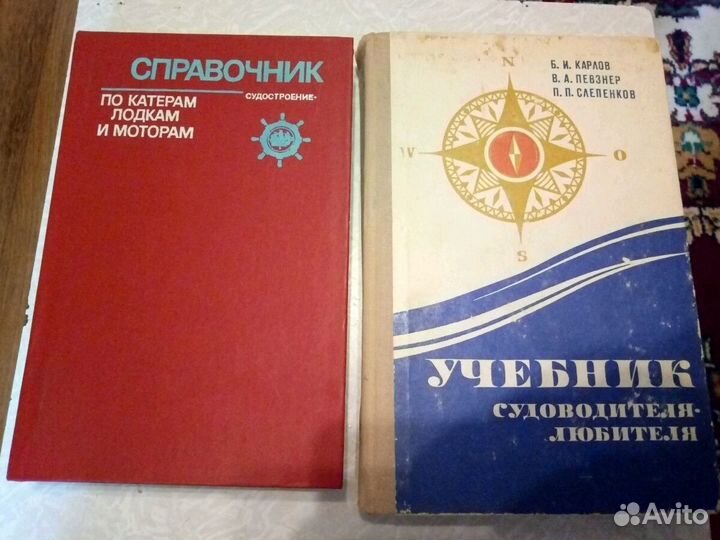 СПРАВОЧНИК
ПО КАТЕРАМ
ЛОДКАМ
И МОТОРАМ
СУДОСТРОЕНИЕ•
Б. И. КАРЛОВ
В. А. ПЕВЗНЕР
П. П. СЛЕПЕНКОВ
N
W
O
S
УЧЕБНИК
СУДОВОДИТЕЛЯ-
ЛЮБИТЕЛЯ
Avito